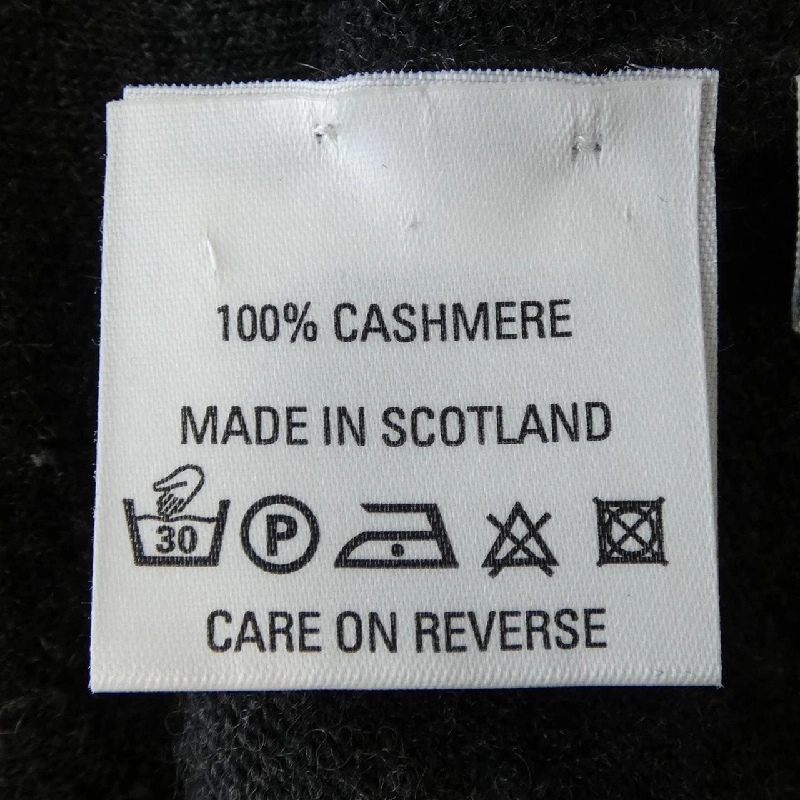 100% CASHMERE
MADE IN SCOTLAND
30 P
CARE ON REVERSE